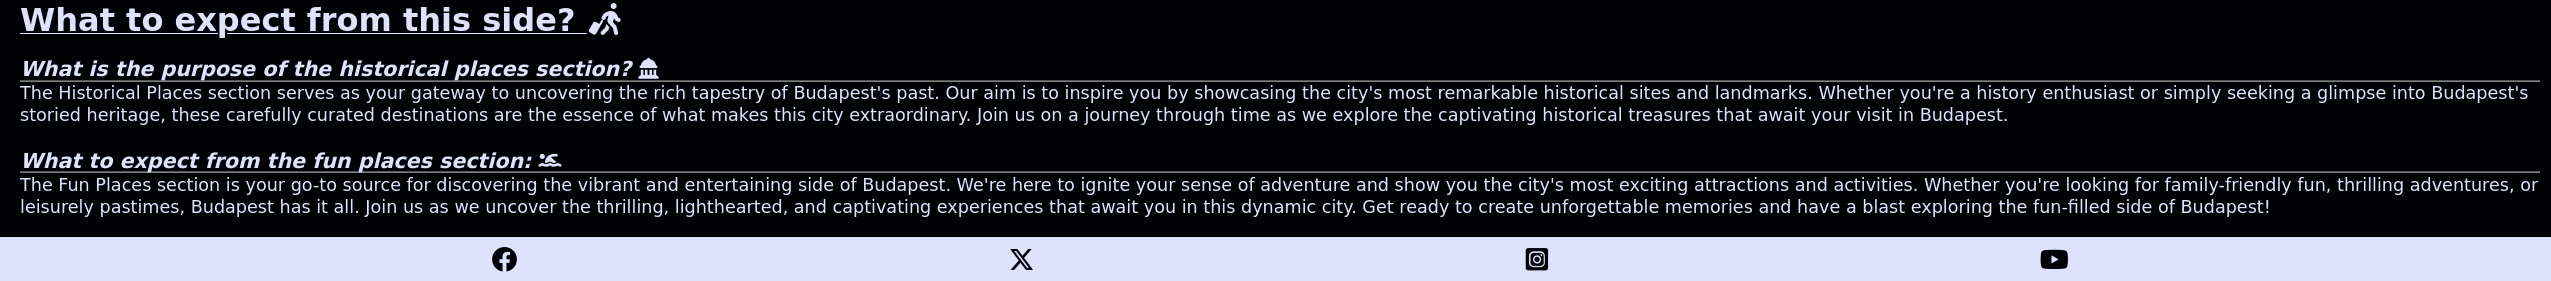 What to expect from this side?
What is the purpose of the historical places section?
The Historical Places section serves as your gateway to uncovering the rich tapestry of Budapest's past. Our aim is to inspire you by showcasing the city's most remarkable historical sites and landmarks. Whether you're a history enthusiast or simply seeking a glimpse into Budapest's
storied heritage, these carefully curated destinations are the essence of what makes this city extraordinary. Join us on a journey through time as we explore the captivating historical treasures that await your visit in Budapest.
What to expect from the fun places section:
The Fun Places section is your go-to source for discovering the vibrant and entertaining side of Budapest. We're here to ignite your sense of adventure and show you the city's most exciting attractions and activities. Whether you're looking for family-friendly fun, thrilling adventures, or
leisurely pastimes, Budapest has it all. Join us as we uncover the thrilling, lighthearted, and captivating experiences that await you in this dynamic city. Get ready to create unforgettable memories and have a blast exploring the fun-filled side of Budapest!